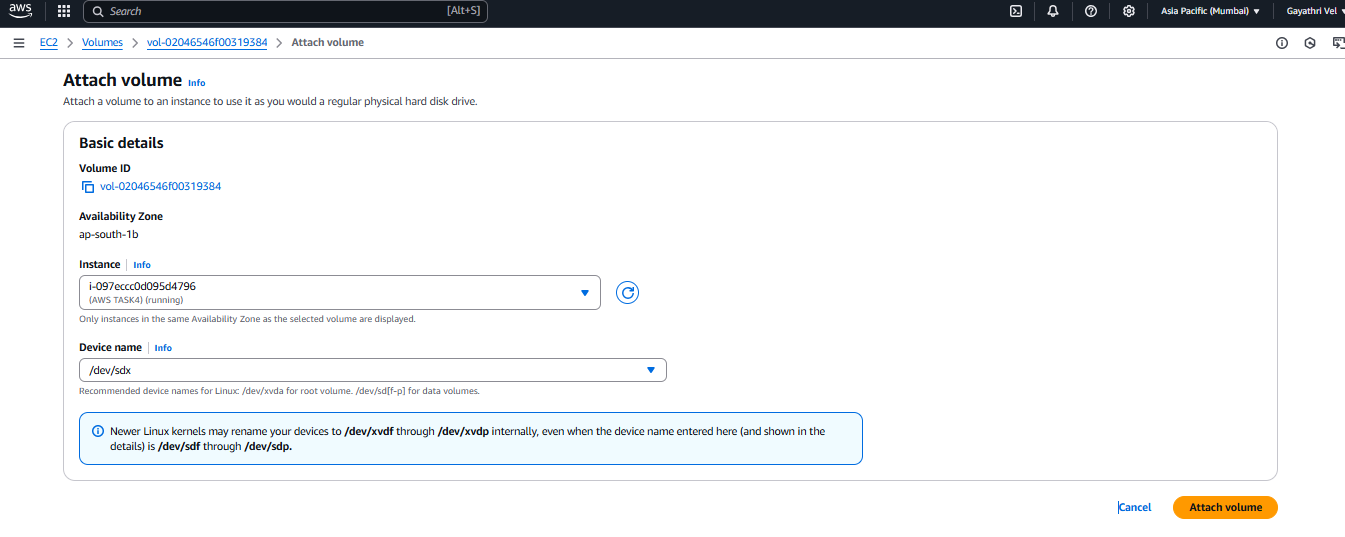 aws
Search [Alt+S]
Asia Pacific (Mumbai) ▼ Gayathri Vel
EC2 > Volumes > vol-02046546f00319384 > Attach volume
Attach volume Info
Attach a volume to an instance to use it as you would a regular physical hard disk drive.
Basic details
Volume ID
vol-02046546f00319384
Availability Zone
ap-south-1b
Instance | Info
i-097eccc0d095d4796
(AWS TASK4) (running)
Only instances in the same Availability Zone as the selected volume are displayed.
Device name | Info
/dev/sdx
Recommended device names for Linux: /dev/xvda for root volume. /dev/sd[f-p] for data volumes.
Newer Linux kernels may rename your devices to /dev/xvdf through /dev/xvdp internally, even when the device name entered here (and shown in the
details) is /dev/sdf through /dev/sdp.
Cancel Attach volume